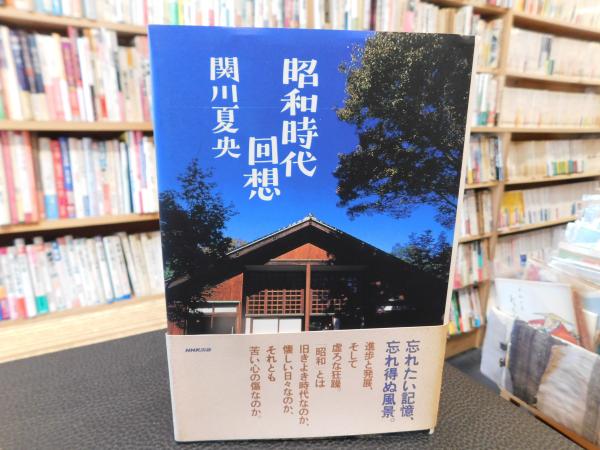 昭和時代
回想
関川夏央
忘れたい記憶、
忘れ得ぬ風景。
進歩と発展、
そして
虚ろな狂躁。
「昭和」とは
旧きよき時代なのか、
懐しい日々なのか、
それとも
苦い心の傷なのか。
NHK出版